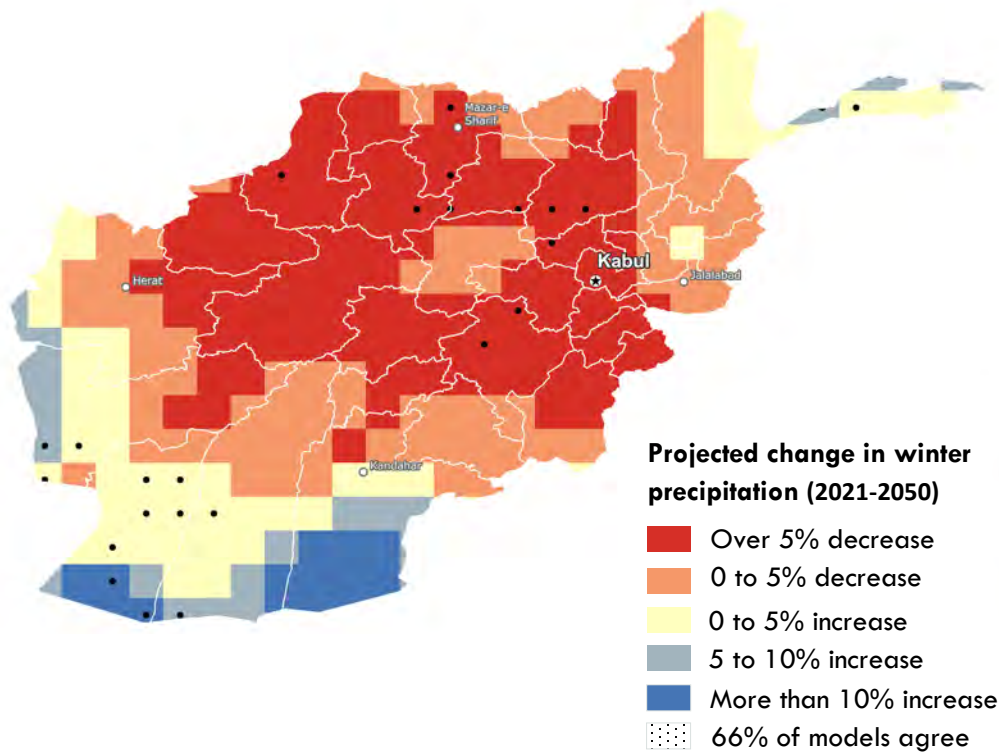 Mazar-e
Sharif
Kabul
Jalalabad
Herat
Kandahar
Projected change in winter
precipitation (2021-2050)
Over 5% decrease
0 to 5% decrease
0 to 5% increase
5 to 10% increase
More than 10% increase
66% of models agree